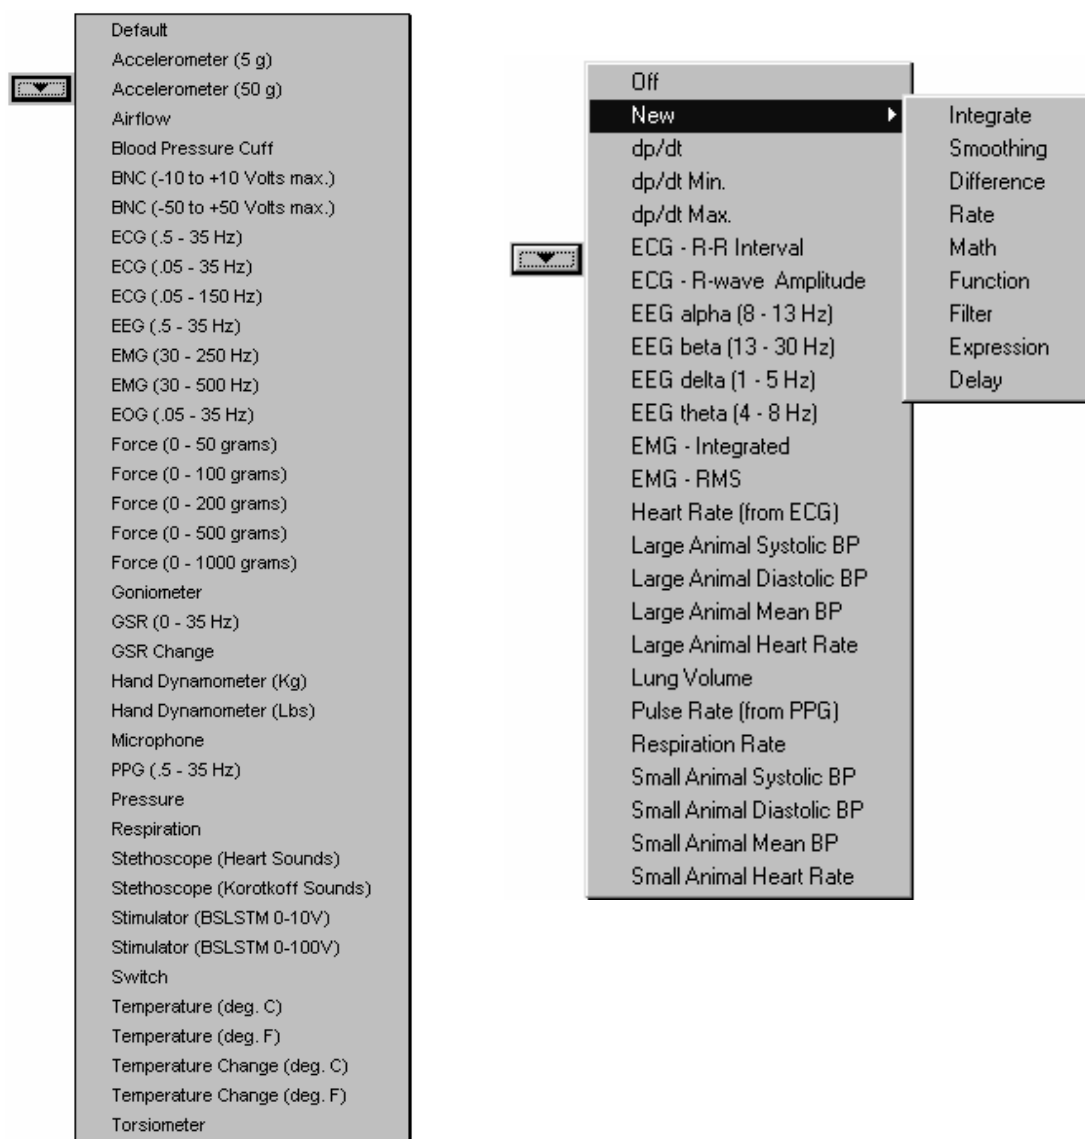 Default
Accelerometer (5 g)
Accelerometer (50 g)
Airflow
Blood Pressure Cuff
BNC (-10 to +10 Volts max.)
BNC (-50 to +50 Volts max.)
ECG (.5 - 35 Hz)
ECG (.05 - 35 Hz)
ECG (.05 - 150 Hz)
EEG (.5 - 35 Hz)
EMG (30 - 250 Hz)
EMG (30 - 500 Hz)
EOG (.05 - 35 Hz)
Force (0 - 50 grams)
Force (0 - 100 grams)
Force (0 - 200 grams)
Force (0 - 500 grams)
Force (0 - 1000 grams)
Goniometer
GSR (0 - 35 Hz)
GSR Change
Hand Dynamometer (Kg)
Hand Dynamometer (Lbs)
Microphone
PPG (.5 - 35 Hz)
Pressure
Respiration
Stethoscope (Heart Sounds)
Stethoscope (Korotkoff Sounds)
Stimulator (BSLSTM 0-10V)
Stimulator (BSLSTM 0-100V)
Switch
Temperature (deg. C)
Temperature (deg. F)
Temperature Change (deg. C)
Temperature Change (deg. F)
Torsiometer
Off
New
dp/dt
dp/dt Min.
dp/dt Max.
ECG - R-R Interval
ECG - R-wave Amplitude
EEG alpha (8 - 13 Hz)
EEG beta (13 - 30 Hz)
EEG delta (1 - 5 Hz)
EEG theta (4 - 8 Hz)
EMG - Integrated
EMG - RMS
Heart Rate (from ECG)
Large Animal Systolic BP
Large Animal Diastolic BP
Large Animal Mean BP
Large Animal Heart Rate
Lung Volume
Pulse Rate (from PPG)
Respiration Rate
Small Animal Systolic BP
Small Animal Diastolic BP
Small Animal Mean BP
Small Animal Heart Rate
Integrate
Smoothing
Difference
Rate
Math
Function
Filter
Expression
Delay